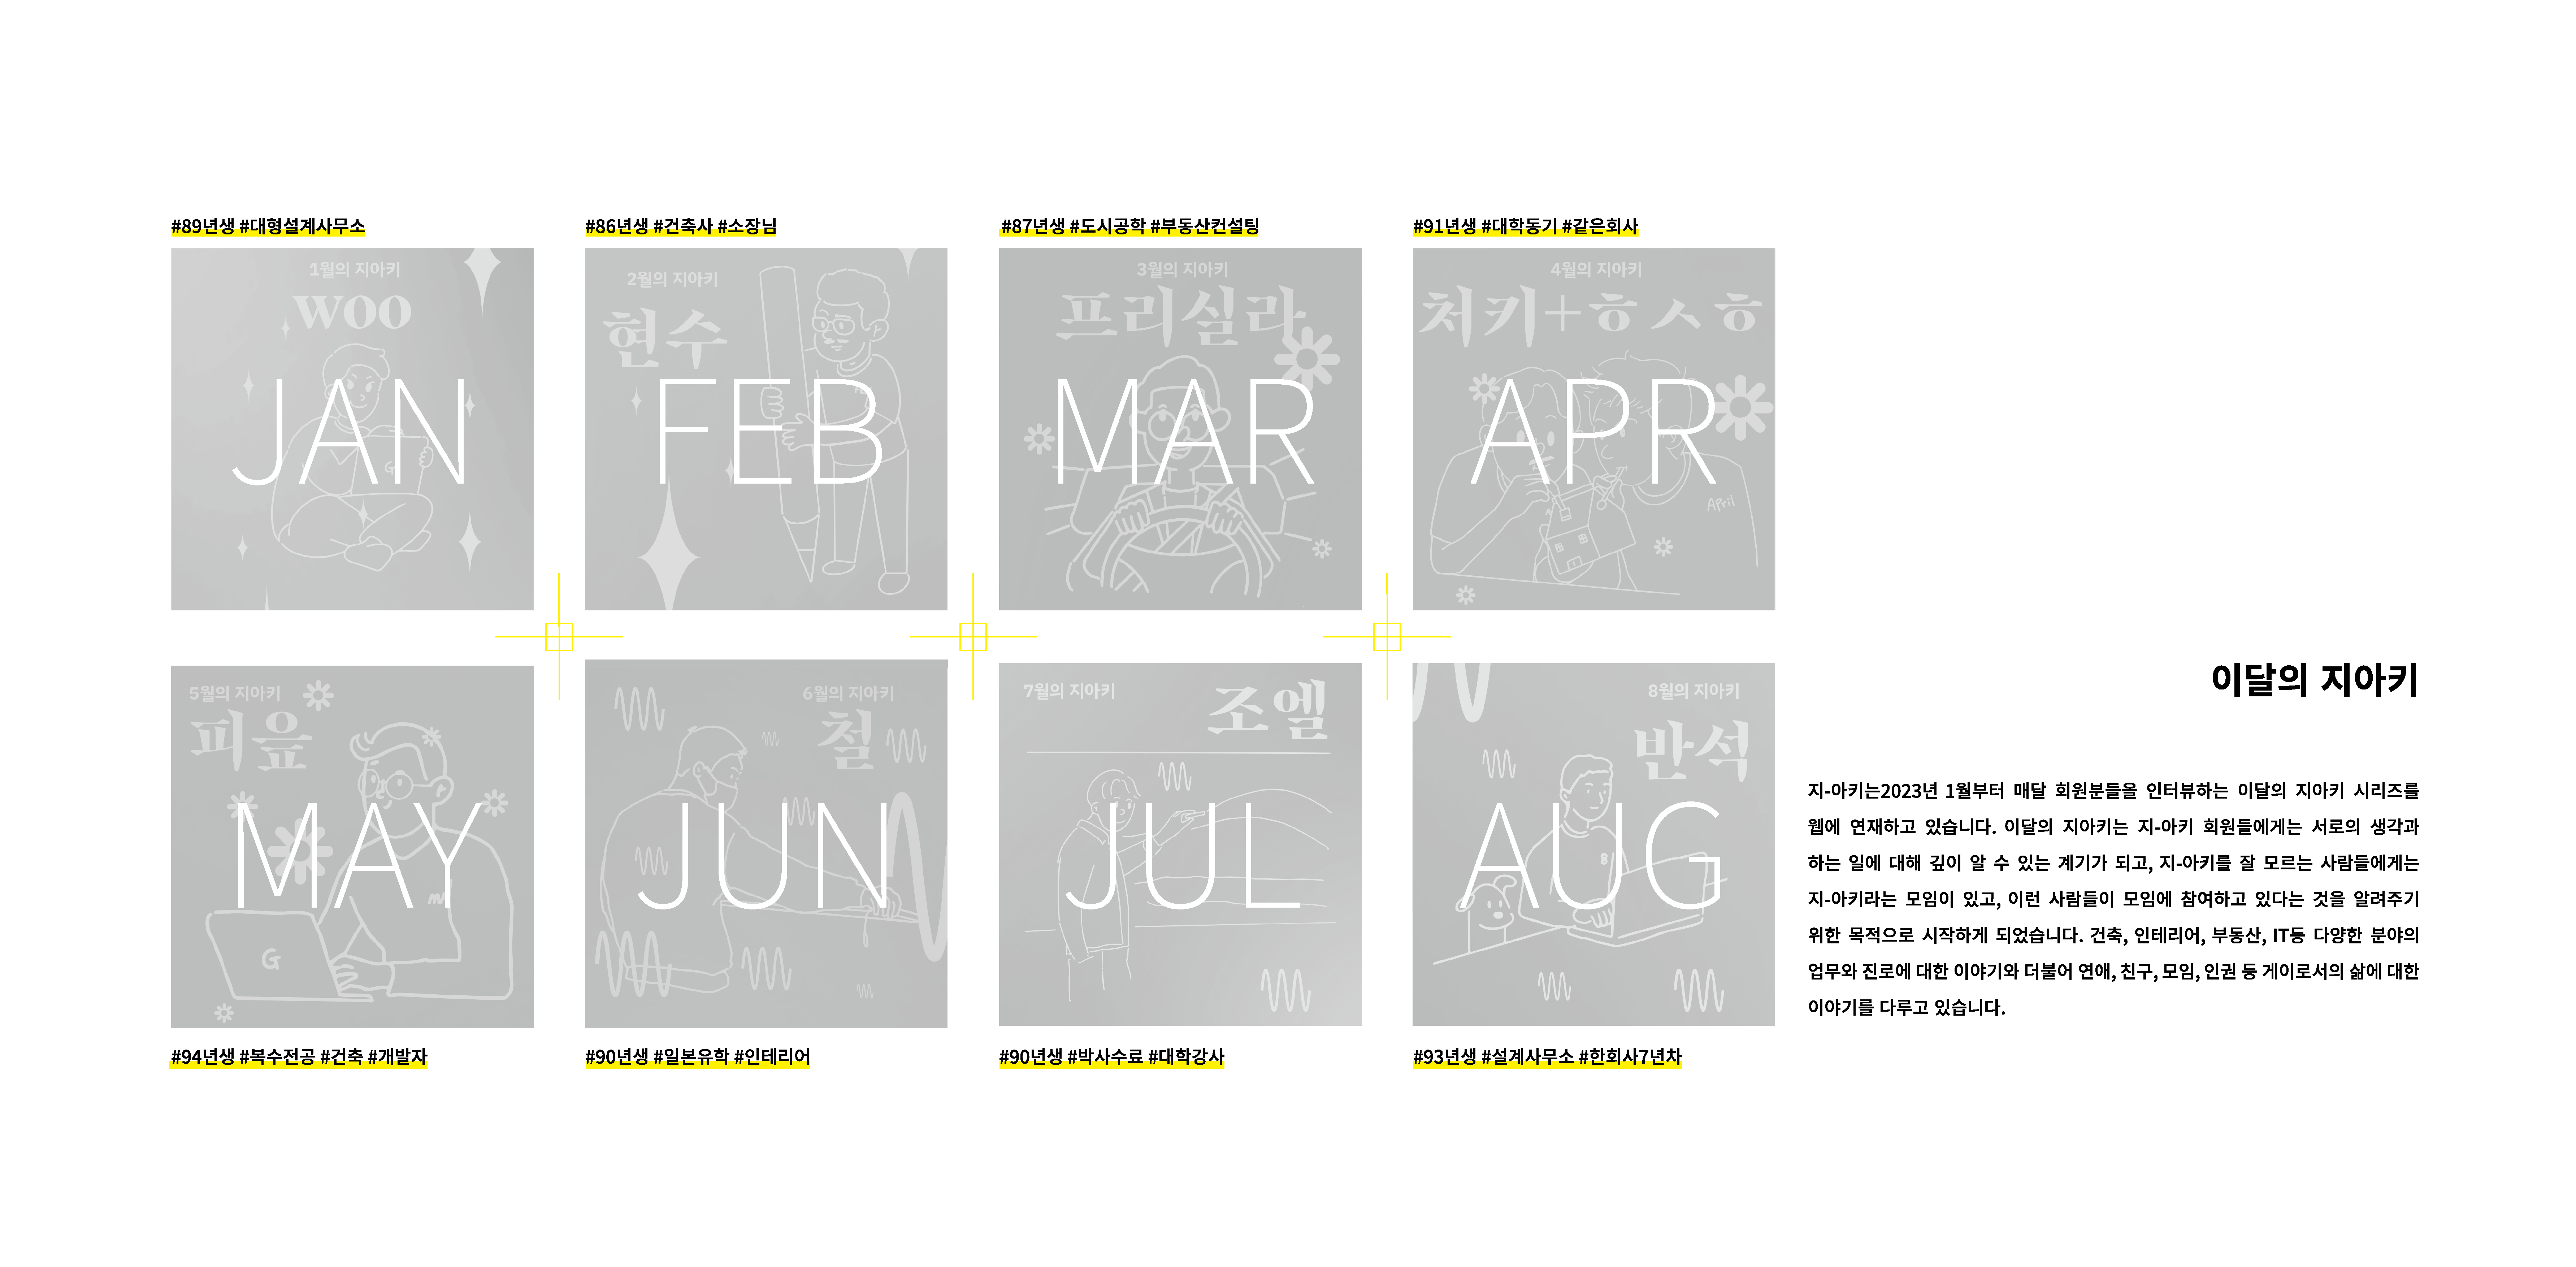 #89년생 #대형설계사무소
1월의 지아키
woo
JAN
#86년생 #건축사 #소장님
2월의 지아키
현수
FEB
#87년생 #도시공학 #부동산컨설팅
3월의 지아키
프리실라
MAR
#91년생 #대학동기 #같은회사
4월의 지아키
처키+ㅎㅅㅎ
APR
April
5월의 지아키
피읖
MAY
G
#94년생 #복수전공 #건축 #개발자
6월의 지아키
철
JUN
#90년생 #일본유학 #인테리어
7월의 지아키
조엘
JUL
#90년생 #박사수료 #대학강사
8월의 지아키
반석
8
AUG
#93년생 #설계사무소 #한회사7년차
이달의 지아키
지-아키는2023년 1월부터 매달 회원분들을 인터뷰하는 이달의 지아키 시리즈를
웹에 연재하고 있습니다. 이달의 지아키는 지-아키 회원들에게는 서로의 생각과
하는 일에 대해 깊이 알 수 있는 계기가 되고, 지-아키를 잘 모르는 사람들에게는
지-아키라는 모임이 있고, 이런 사람들이 모임에 참여하고 있다는 것을 알려주기
위한 목적으로 시작하게 되었습니다. 건축, 인테리어, 부동산, IT등 다양한 분야의
업무와 진로에 대한 이야기와 더불어 연애, 친구, 모임, 인권 등 게이로서의 삶에 대한
이야기를 다루고 있습니다.